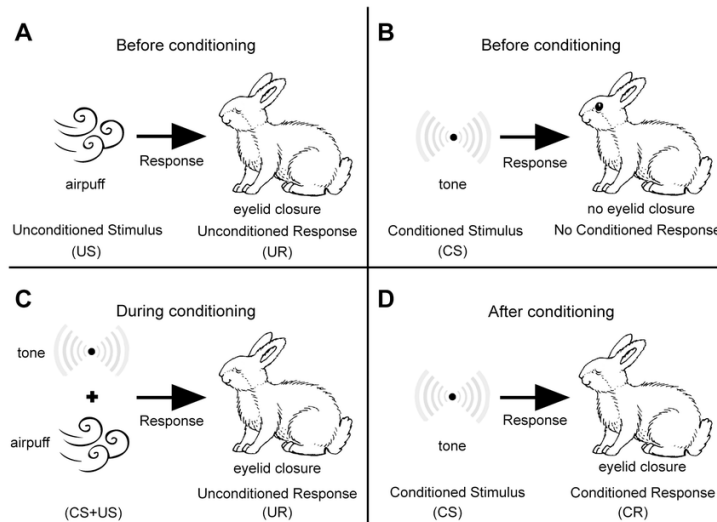 A
Before conditioning
airpuff
Response
eyelid closure
Unconditioned Stimulus
(US)
Unconditioned Response
(UR)
B
Before conditioning
tone
Response
no eyelid closure
Conditioned Stimulus
(CS)
No Conditioned Response
C
During conditioning
tone
+
airpuff
Response
eyelid closure
(CS+US)
Unconditioned Response
(UR)
D
After conditioning
tone
Response
eyelid closure
Conditioned Stimulus
(CS)
Conditioned Response
(CR)